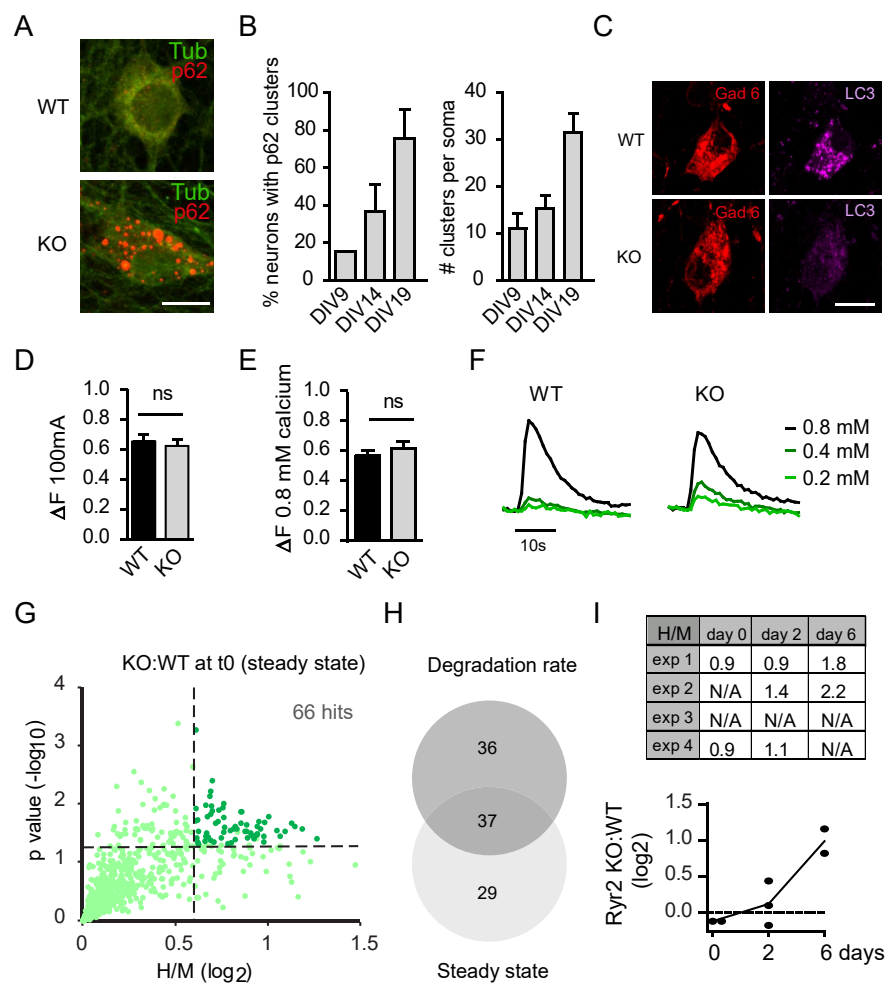 A
Tub
p62
WT
Tub
p62
KO
B
% neurons with p62 clusters
100
80
60
40
20
0
DIV9
DIV14
DIV19
# clusters per soma
40
30
20
10
0
DIV9
DIV14
DIV19
C
Gad 6
LC3
WT
Gad 6
LC3
KO
D
ΔF 100mA
1.0
0.8
0.6
0.4
0.2
0.0
ns
WT
KO
E
ΔF 0.8 mM calcium
1.0
0.8
0.6
0.4
0.2
0.0
ns
WT
KO
F
WT
KO
0.8 mM
0.4 mM
0.2 mM
10s
G
KO:WT at t0 (steady state)
66 hits
p value (-log10)
4
3
2
1
0
0
0.5
1
1.5
H/M (log2)
H
Degradation rate
36
37
29
Steady state
I
H/M day 0 day 2 day 6
exp 1 0.9 0.9 1.8
exp 2 N/A 1.4 2.2
exp 3 N/A N/A N/A
exp 4 0.9 1.1 N/A
Ryr2 KO:WT
(log2)
1.5
1.0
0.5
0.0
0 2 6 days